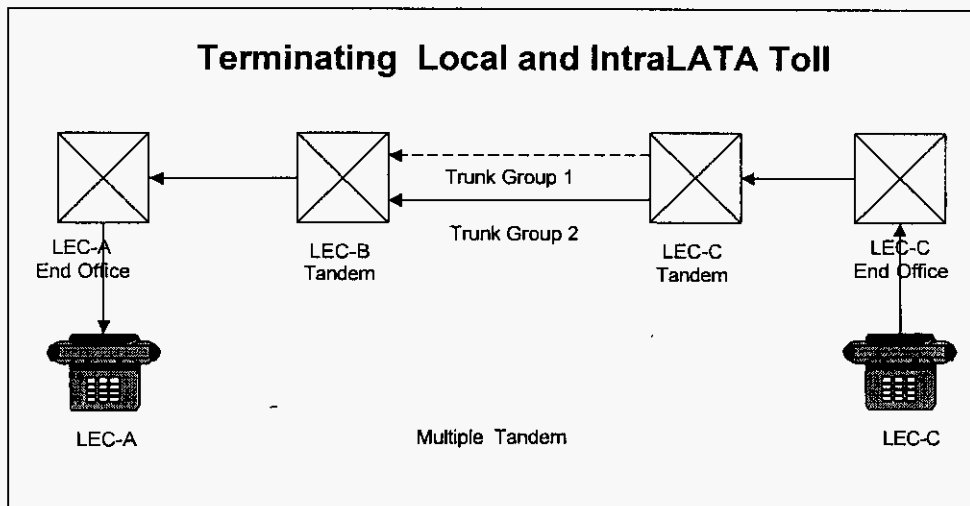 Terminating Local and IntraLATA Toll
Trunk Group 1
Trunk Group 2
LEC-A
End Office
LEC-B
Tandem
LEC-C
Tandem
LEC-C
End Office
LEC-A
Multiple Tandem
LEC-C